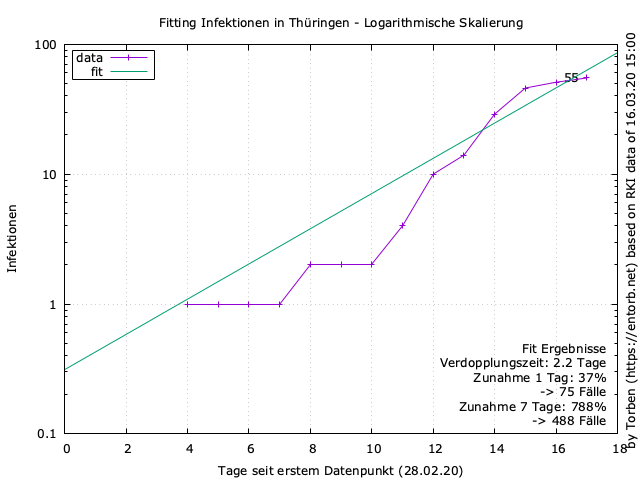 Fitting Infektionen in Thüringen - Logarithmische Skalierung
100
10
1
0.1
data
fit
55
Infektionen
Fit Ergebnisse
Verdopplungszeit: 2.2 Tage
Zunahme 1 Tag: 37%
-> 75 Fälle
Zunahme 7 Tage: 788%
-> 488 Fälle
0 2 4 6 8 10 12 14 16 18
Tage seit erstem Datenpunkt (28.02.20)
by Torben (https://entorb.net) based on RKI data of 16.03.20 15:00